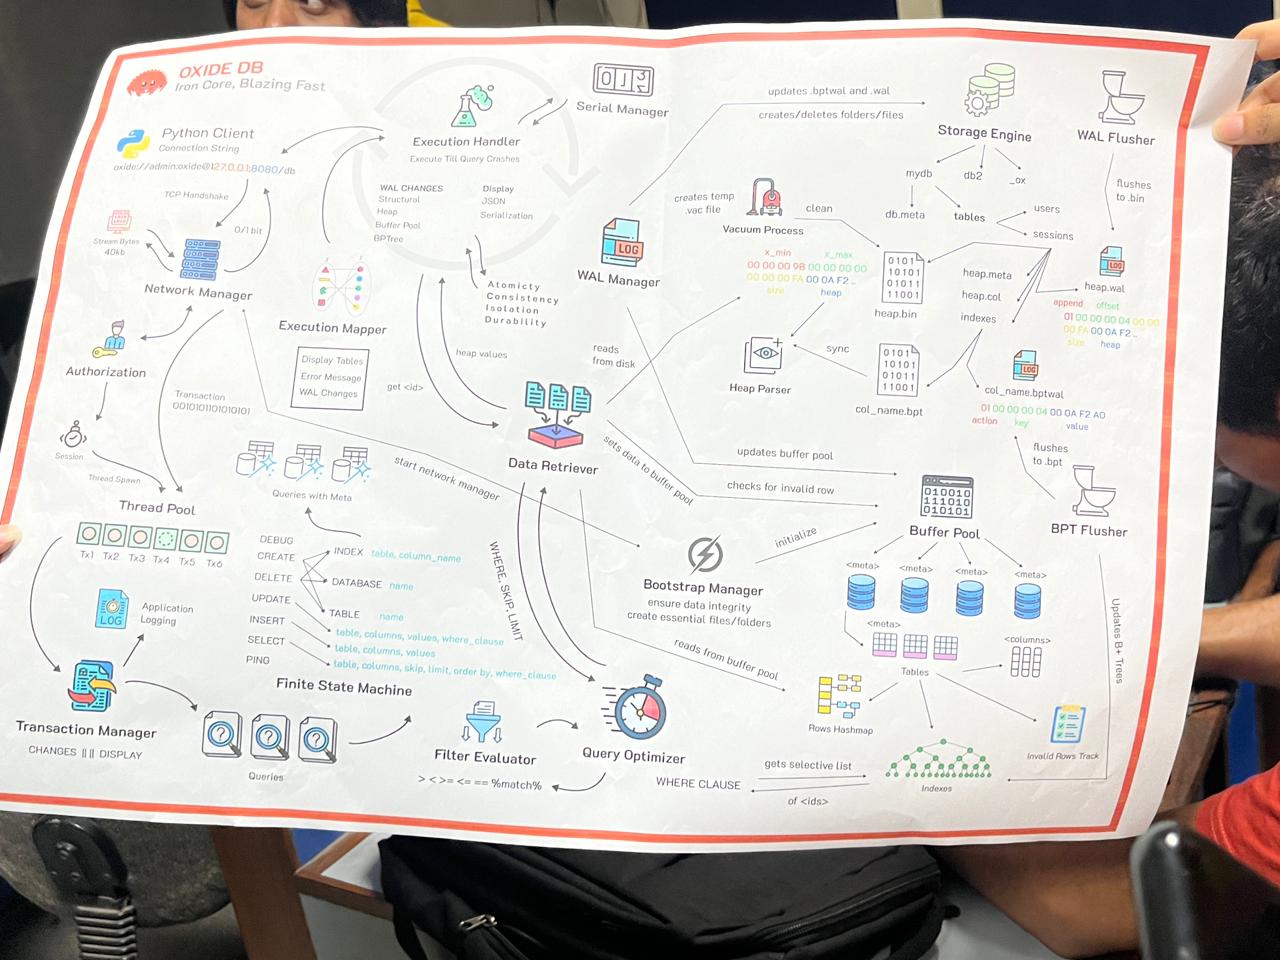 OXIDE DB
Iron Core, Blazing Fast
Python Client
Connection String
oxide://admin:oxide@127.0.0.1:8080/db
TCP Handshake
0/1 bit
Stream Bytes
40kb
Network Manager
Authorization
Transaction
0010101101010101
Session
Thread Spawn
Thread Pool
Tx1 Tx2 Tx3 Tx4 Tx5 Tx6
LOG
Application
Logging
Transaction Manager
CHANGES || || DISPLAY
Queries
Execution Handler
Execute Till Query Crashes
WAL CHANGES
Structural
Heap
Buffer Pool
BPTree
Display
JSON
Serialization
Atomicty
Consistency
Isolation
Durability
Execution Mapper
Display Tables
Error Message
WAL Changes
get <id>
heap values
Queries with Meta
start network manager
DEBUG
CREATE
DELETE
UPDATE
INSERT
SELECT
PING
INDEX table, column_name
DATABASE name
TABLE name
table, columns, values, where_clause
table, columns, values
table, columns, skip, limit, order by, where_clause
Finite State Machine
Filter Evaluator
> < >= <= == %match%
Query Optimizer
WHERE, SKIP, LIMIT
WHERE CLAUSE
gets selective list
of <ids>
Data Retriever
reads
from disk
sets data to buffer pool
checks for invalid row
updates buffer pool
reads from buffer pool
Bootstrap Manager
ensure data integrity
create essential files/folders
initialize
Serial Manager
WAL Manager
LOG
updates .bptwal and .wal
creates/deletes folders/files
Storage Engine
mydb
db2
_ox
db.meta
tables
users
sessions
heap.meta
heap.col
indexes
WAL Flusher
flushes
to .bin
LOG
heap.wal
append offset
01 00 00 00 04 00 00
00 FA 00 0A F2 ..
size heap
creates temp
.vac file
Vacuum Process
clean
x_min x_max
00 00 00 9B 00 00 00 00
00 00 00 FA 00 0A F2 ..
size heap
0101
10101
01011
11001
heap.bin
Heap Parser
sync
0101
10101
01011
11001
col_name.bpt
LOG
col_name.bptwal
01 00 00 00 04 00 0A F2 A0
action key value
flushes
to .bpt
BPT Flusher
Updates B+ Trees
010010
111010
010101
Buffer Pool
<meta> <meta> <meta> <meta>
<meta>
<columns>
Tables
Rows Hashmap
Indexes
Invalid Rows Track